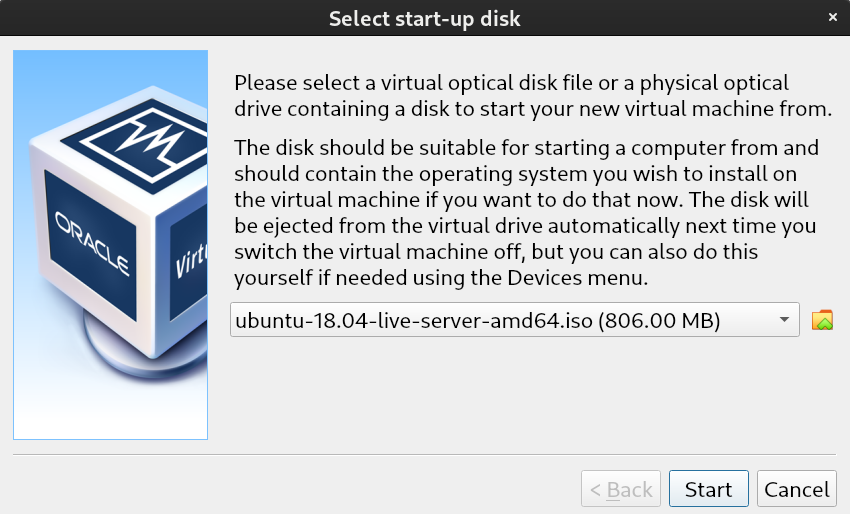 Select start-up disk
×
Please select a virtual optical disk file or a physical optical
drive containing a disk to start your new virtual machine from.
The disk should be suitable for starting a computer from and
should contain the operating system you wish to install on
the virtual machine if you want to do that now. The disk will
be ejected from the virtual drive automatically next time you
switch the virtual machine off, but you can also do this
yourself if needed using the Devices menu.
ORACLE
Virtu
ubuntu-18.04-live-server-amd64.iso (806.00 MB)
< Back
Start
Cancel